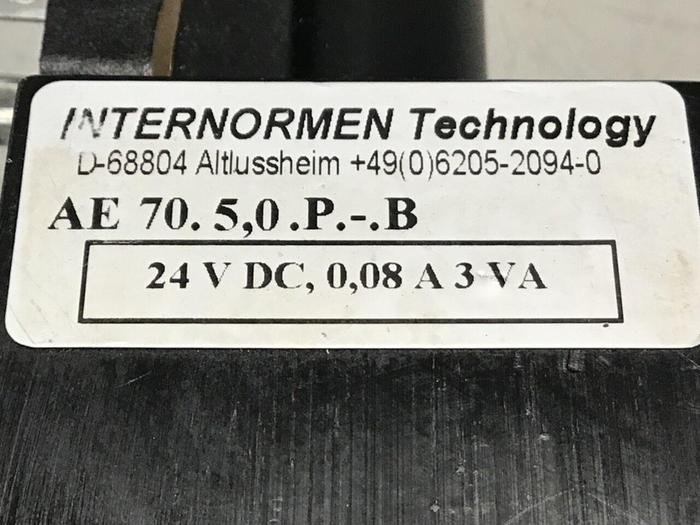 INTERNORMEN Technology
D-68804 Altlussheim +49(0)6205-2094-0
AE 70. 5,0 .P.-.B
24 V DC, 0,08 A 3 VA